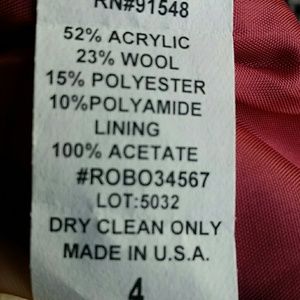 RN#91548
52% ACRYLIC
23% WOOL
15% POLYESTER
10%POLYAMIDE
LINING
100% ACETATE
#ROBO34567
LOT:5032
DRY CLEAN ONLY
MADE IN U.S.A.
4